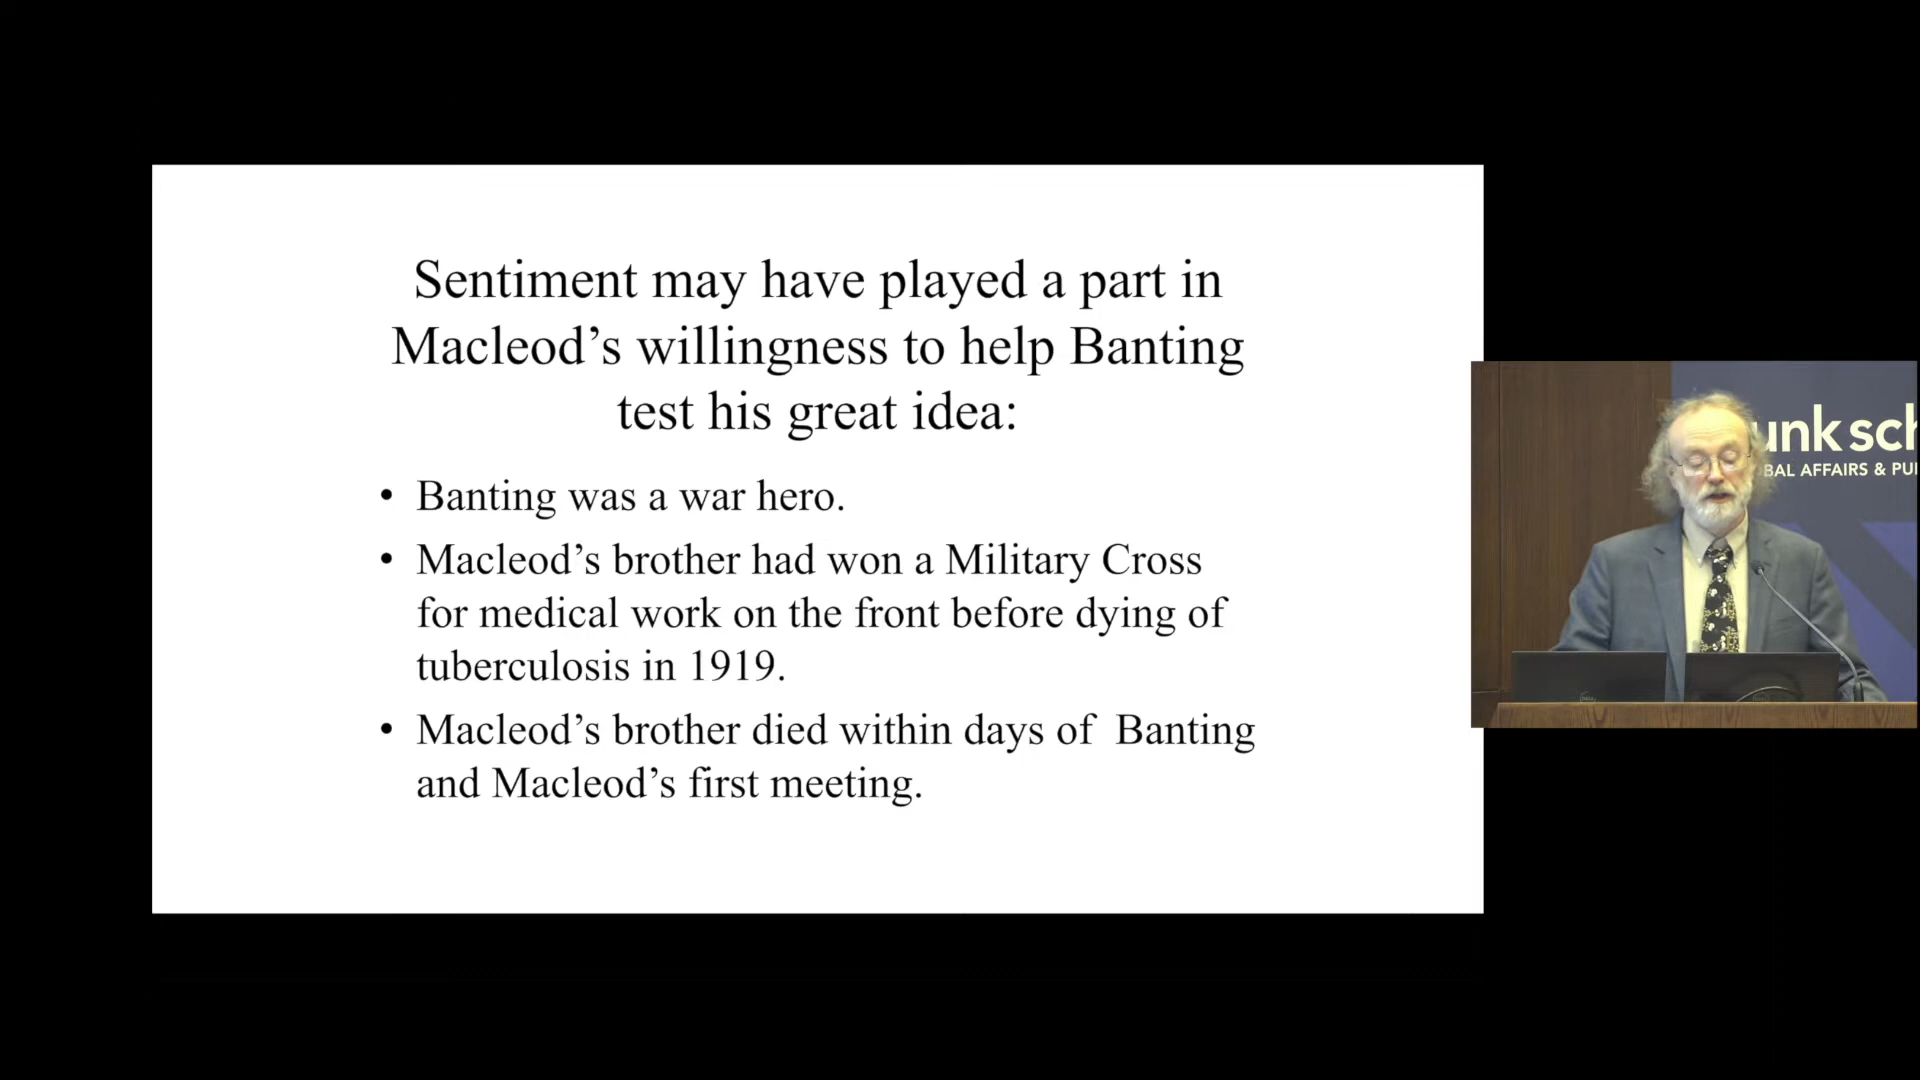 Sentiment may have played a part in
Macleod’s willingness to help Banting
test his great idea:
• Banting was a war hero.
• Macleod’s brother had won a Military Cross
for medical work on the front before dying of
tuberculosis in 1919.
• Macleod’s brother died within days of Banting
and Macleod’s first meeting.
unk sch
BAL AFFAIRS & PU